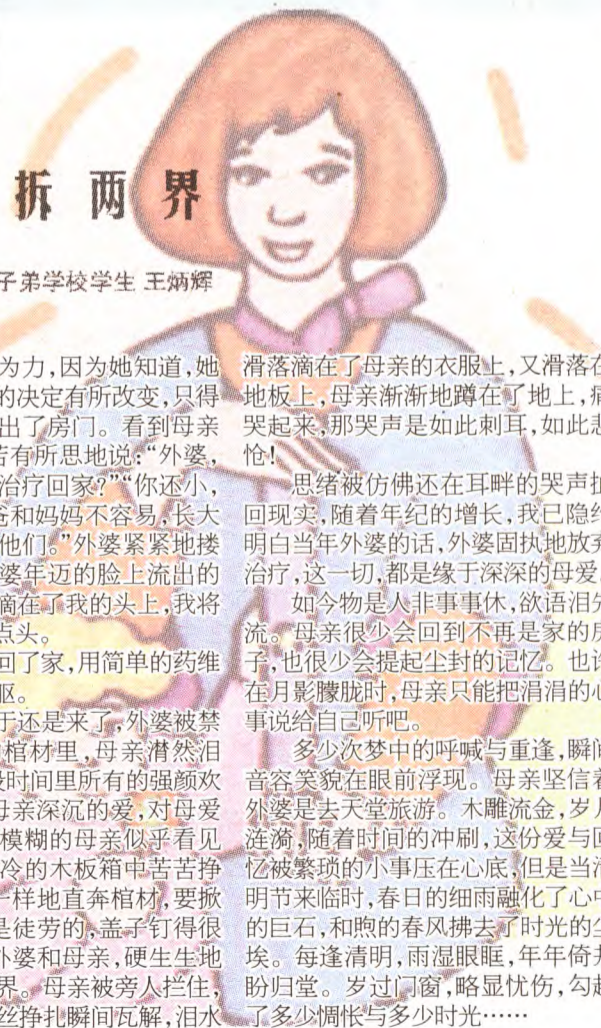 拆两界
子弟学校学生 王炳辉
为力，因为她知道，她
的决定有所改变，只得
出了房门。看到母亲
若有所思地说：“外婆，
治疗回家？”“你还小，
爸和妈妈不容易，长大
他们。”外婆紧紧地搂
婆年迈的脸上流出的
滴在了我的头上，我将
点头。
回了家，用简单的药维
躯。
于还是来了，外婆被禁
棺材里，母亲潸然泪
段时间里所有的强颜欢
母亲深沉的爱，对母爱
模糊的母亲似乎看见
冷的木板箱中苦苦挣
一样地直奔棺材，要掀
是徒劳的，盖子钉得很
外婆和母亲，硬生生地
界。母亲被旁人拦住，
丝挣扎瞬间瓦解，泪水
滑落滴在了母亲的衣服上，又滑落在
地板上，母亲渐渐地蹲在了地上，痛
哭起来，那哭声是如此刺耳，如此悲
怆！
思绪被仿佛还在耳畔的哭声拉
回现实，随着年纪的增长，我已隐约
明白当年外婆的话，外婆固执地放弃
治疗，这一切，都是缘于深深的母爱。
如今物是人非事事休，欲语泪先
流。母亲很少会回到不再是家的房
子，也很少会提起尘封的记忆。也许
在月影朦胧时，母亲只能把涓涓的心
事说给自己听吧。
多少次梦中的呼喊与重逢，瞬间
音容笑貌在眼前浮现。母亲坚信着
外婆是去天堂旅游。木雕流金，岁月
涟漪，随着时间的冲刷，这份爱与回
忆被繁琐的小事压在心底，但是当清
明节来临时，春日的细雨融化了心中
的巨石，和煦的春风拂去了时光的尘
埃。每逢清明，雨湿眼眶，年年倚井
盼归堂。岁过门窗，略显忧伤，勾起
了多少惆怅与多少时光……